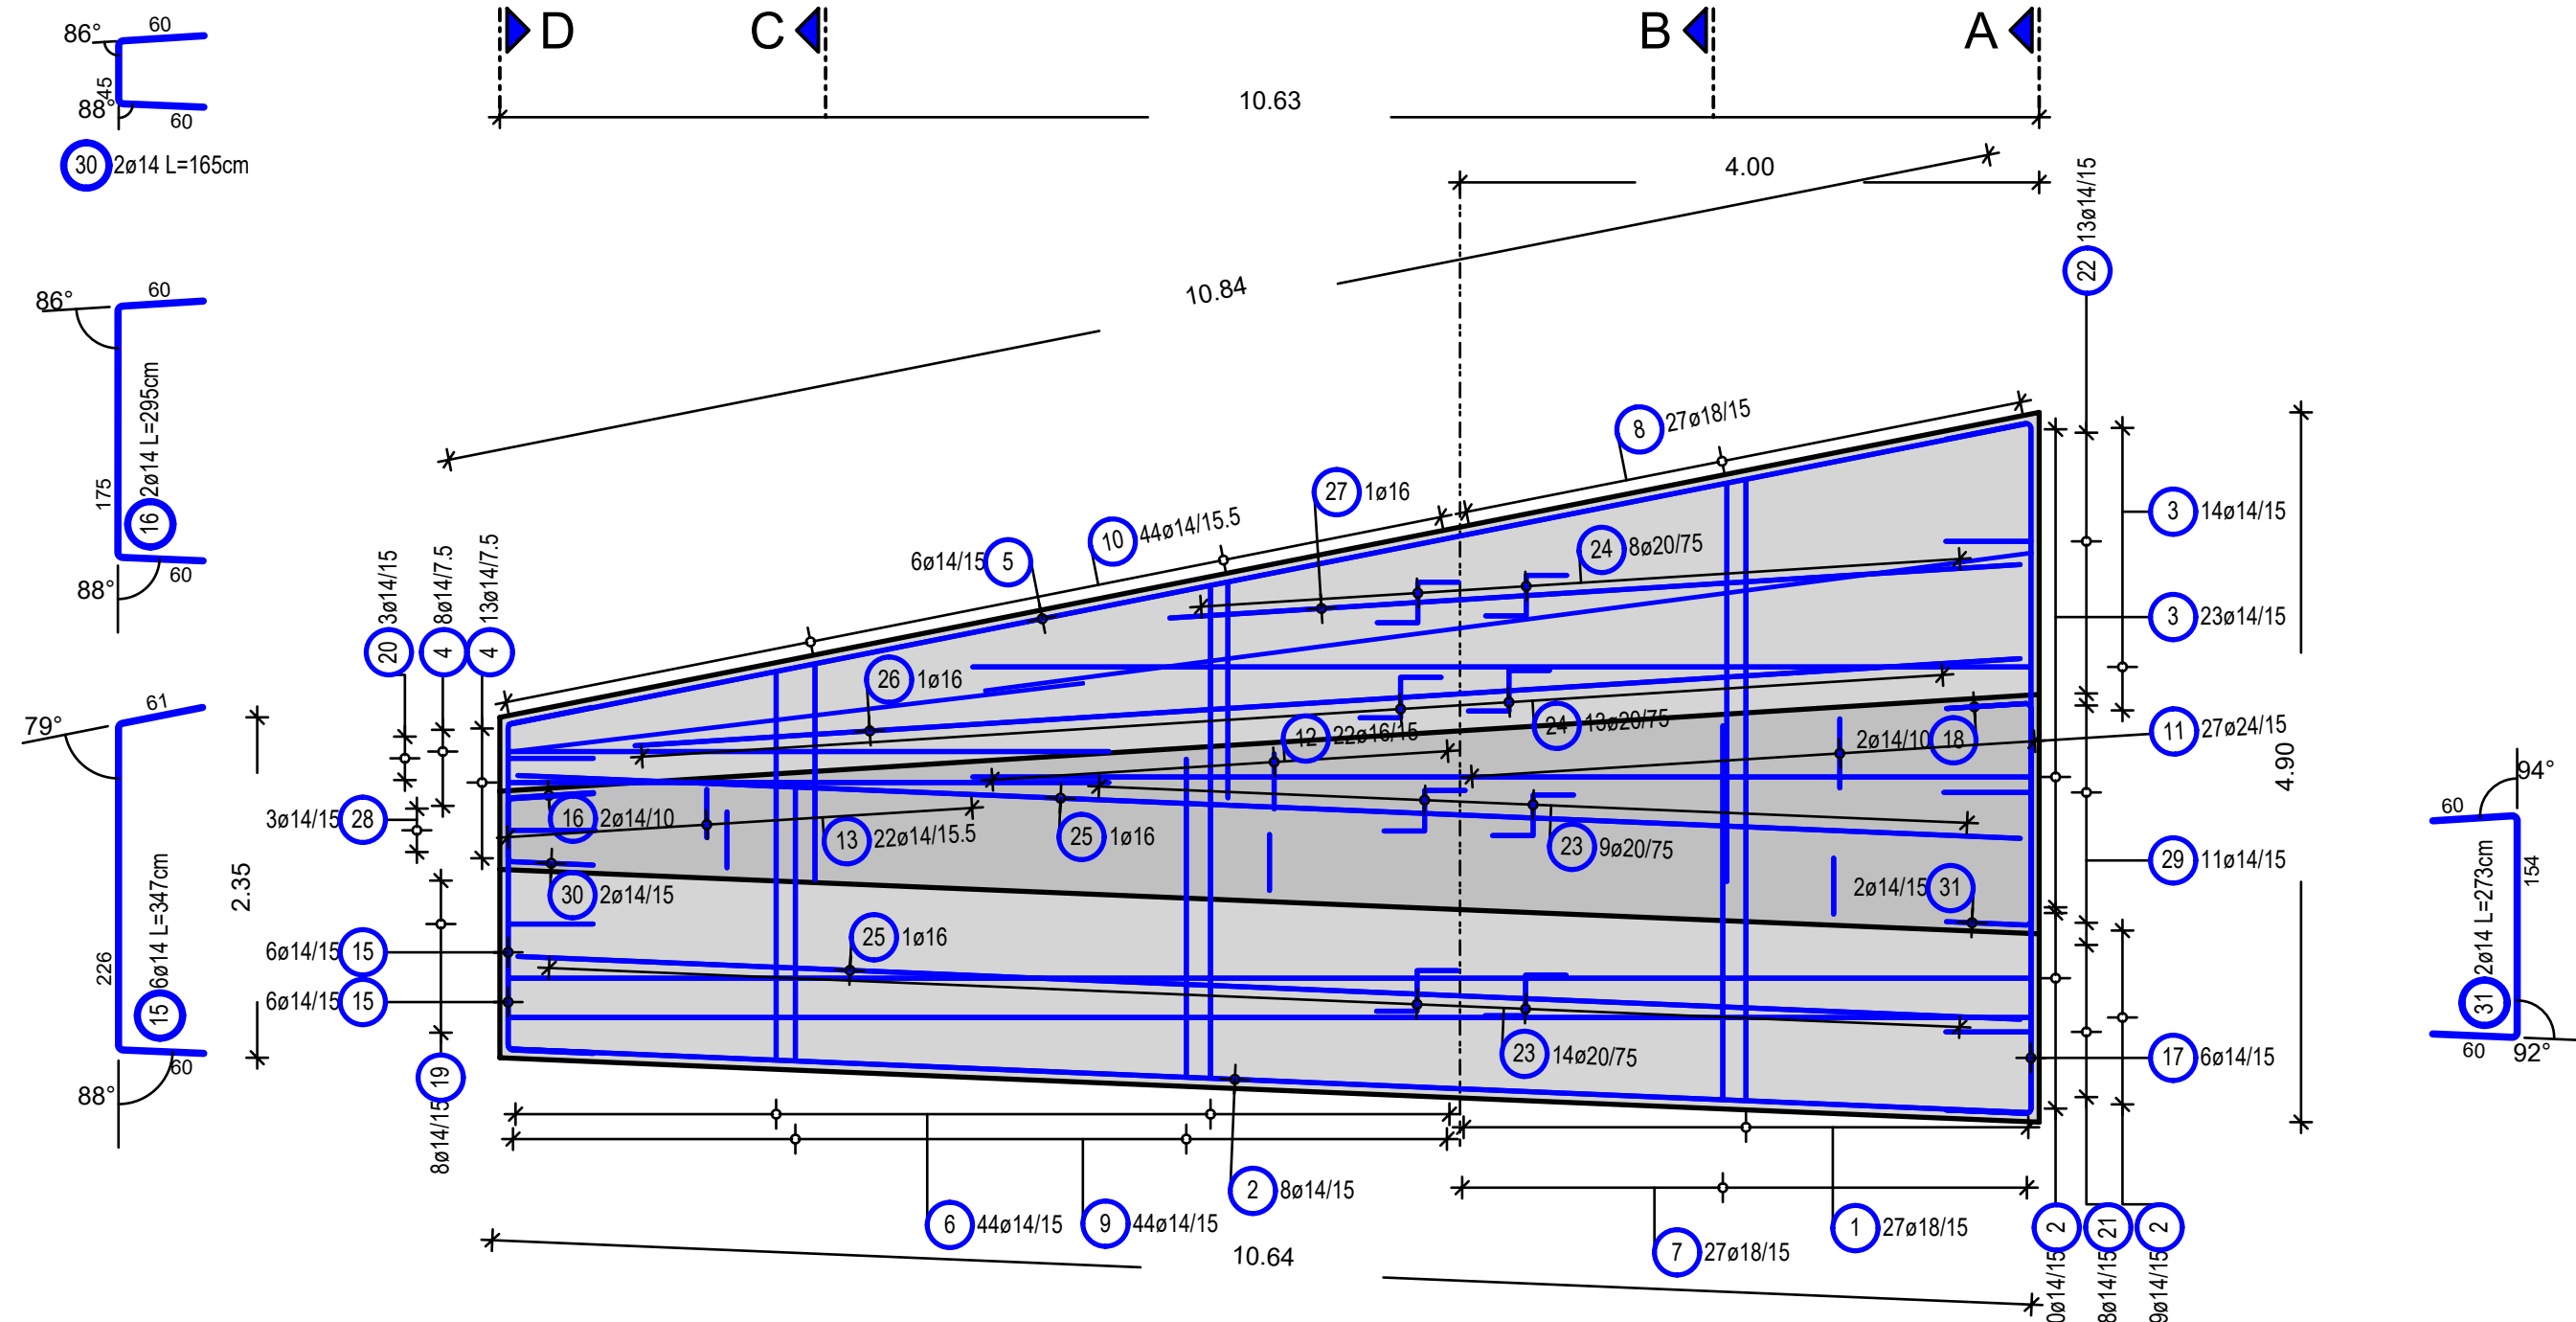 D
C
B
A
10.63
4.00
10.84
86°
60
45
88°
60
30 2ø14 L=165cm
86°
60
175
16 2ø14 L=295cm
88°
60
79°
61
226
15 6ø14 L=347cm
88°
60
2.35
20 3ø14/15
4 8ø14/7.5
4 13ø14/7.5
3ø14/15 28
6ø14/15 15
6ø14/15 15
19 8ø14/15
6ø14/15 5
10 44ø14/15.5
27 1ø16
8 27ø18/15
24 8ø20/75
26 1ø16
12 22ø16/15
24 13ø20/75
2ø14/10 18
16 2ø14/10
13 22ø14/15.5
25 1ø16
23 9ø20/75
30 2ø14/15
2ø14/15 31
25 1ø16
23 14ø20/75
22 13ø14/15
3 14ø14/15
3 23ø14/15
11 27ø24/15
29 11ø14/15
17 6ø14/15
4.90
94°
60
154
31 2ø14 L=273cm
60
92°
6 44ø14/15
9 44ø14/15
2 8ø14/15
7 27ø18/15
1 27ø18/15
2 0ø14/15
21 8ø14/15
2 9ø14/15
10.64